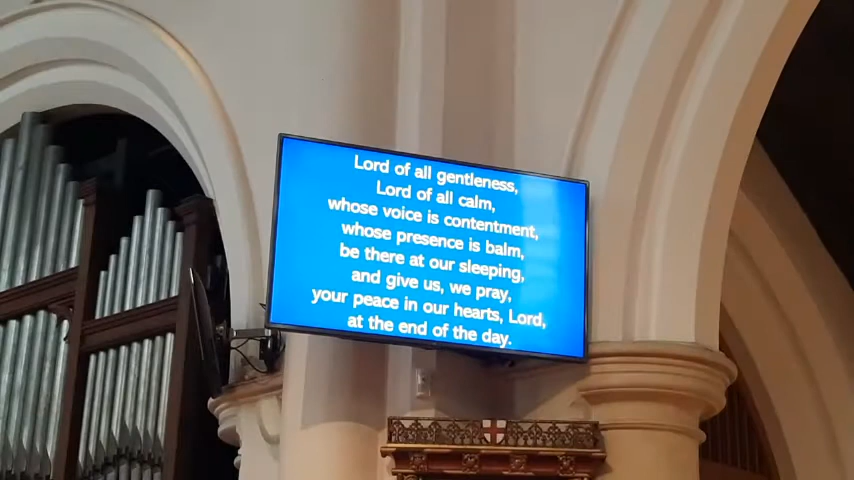 Lord of all gentleness,
Lord of all calm,
whose voice is contentment,
whose presence is balm,
be there at our sleeping,
and give us, we pray,
your peace in our hearts, Lord,
at the end of the day.